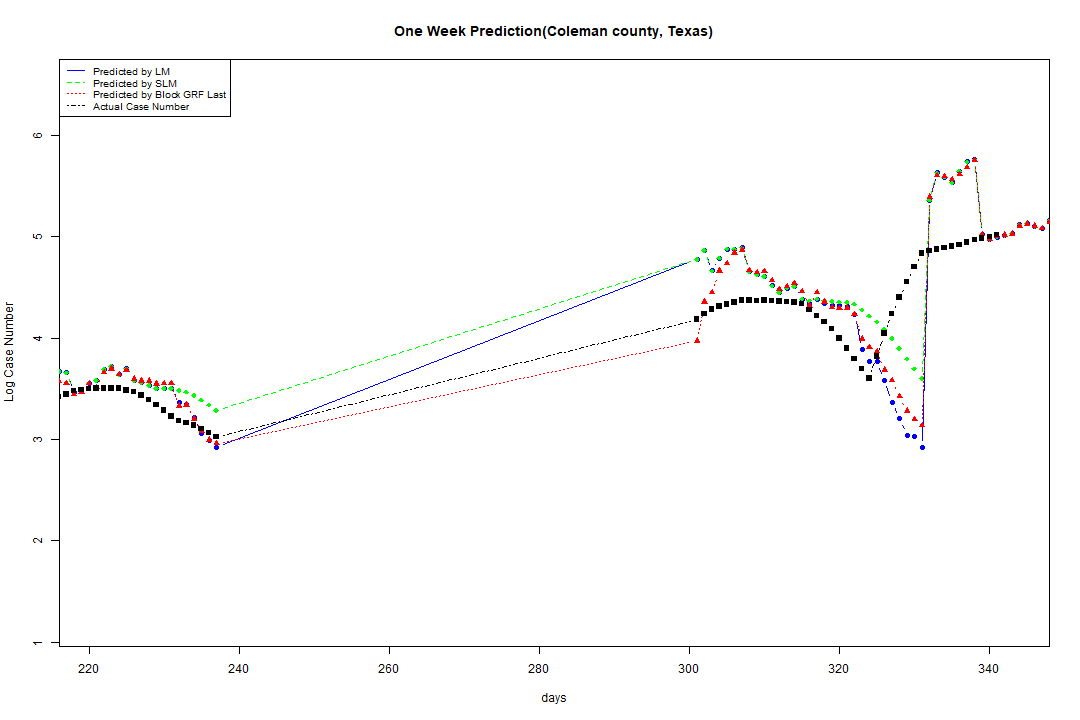 One Week Prediction(Coleman county, Texas)
Predicted by LM
Predicted by SLM
Predicted by Block GRF Last
Actual Case Number
6
5
4
3
2
1
Log Case Number
220 240 260 280 300 320 340
days